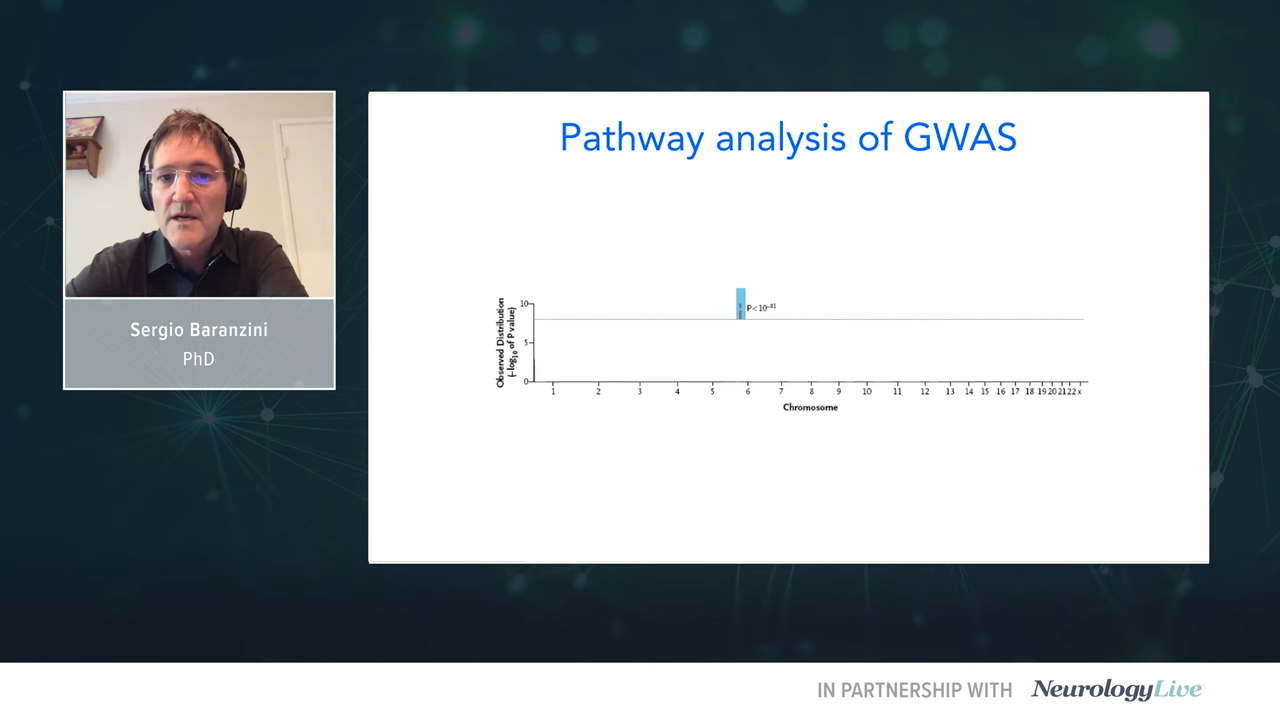 Pathway analysis of GWAS
Sergio Baranzini
PhD
Observed Distribution
(−log10 of P value)
10
5
0
P<10−81
1 2 3 4 5 6 7 8 9 10 11 12 13 14 15 16 17 18 19 20 21 22 x
Chromosome
IN PARTNERSHIP WITH NeurologyLive